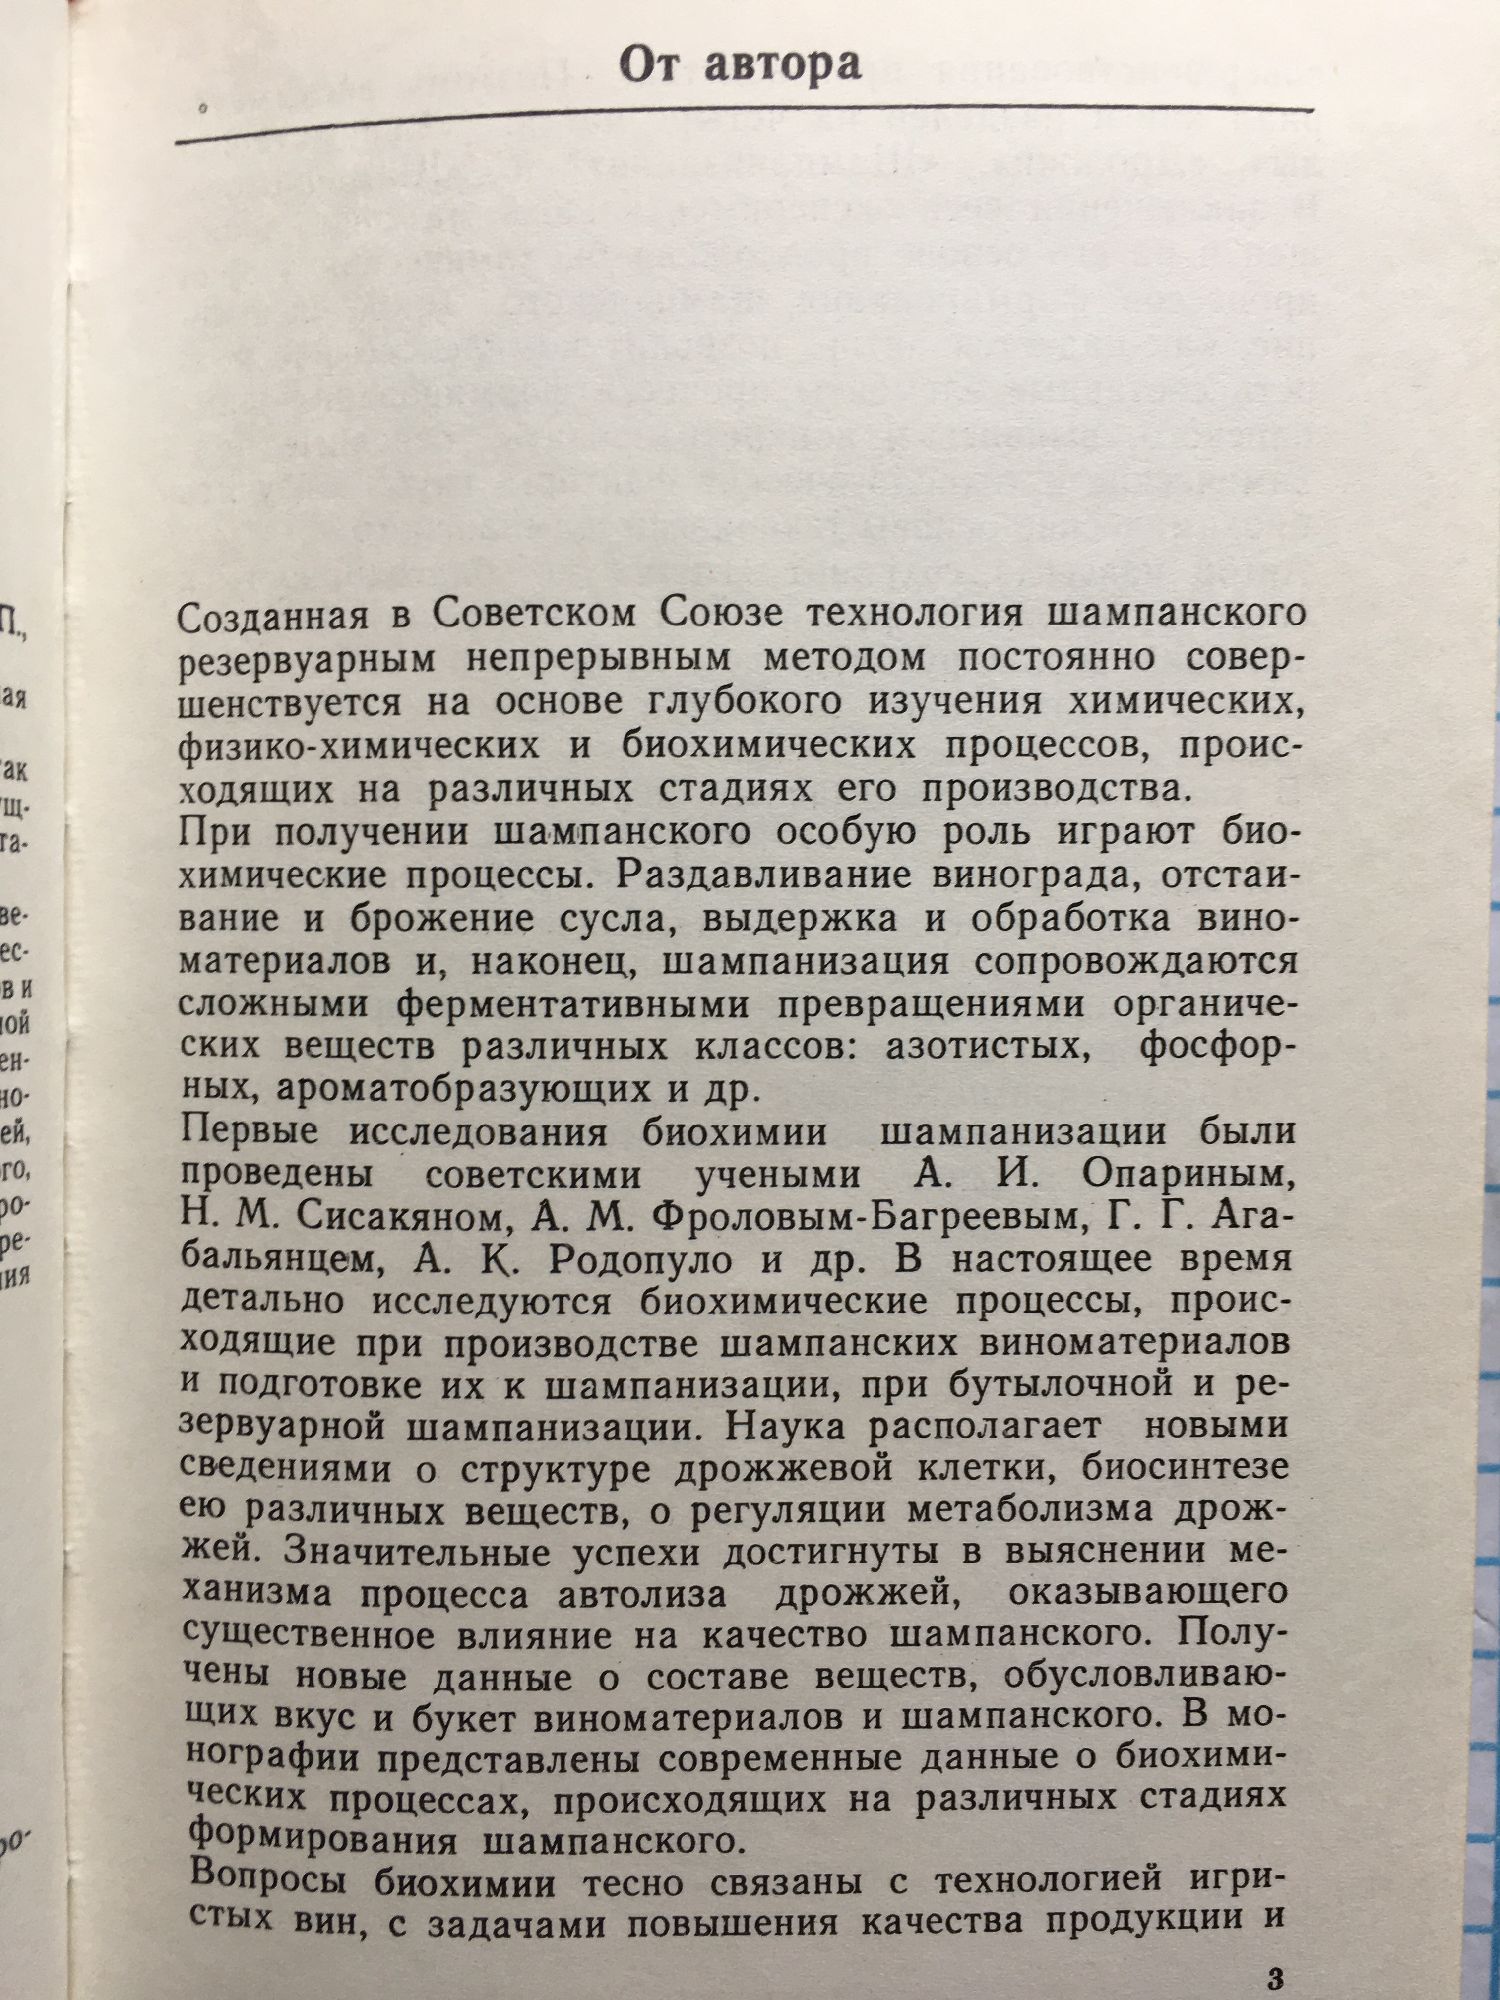 От автора
Созданная в Советском Союзе технология шампанского
резервуарным непрерывным методом постоянно совер-
шенствуется на основе глубокого изучения химических,
физико-химических и биохимических процессов, проис-
ходящих на различных стадиях его производства.
При получении шампанского особую роль играют био-
химические процессы. Раздавливание винограда, отстаи-
вание и брожение сусла, выдержка и обработка вино-
материалов и, наконец, шампанизация сопровождаются
сложными ферментативными превращениями органиче-
ских веществ различных классов: азотистых, фосфор-
ных, ароматобразующих и др.
Первые исследования биохимии шампанизации были
проведены советскими учеными А. И. Опариным,
Н. М. Сисакяном, А. М. Фроловым-Багреевым, Г. Г. Ага-
бальянцем, А. К. Родопуло и др. В настоящее время
детально исследуются биохимические процессы, проис-
ходящие при производстве шампанских виноматериалов
и подготовке их к шампанизации, при бутылочной и ре-
зервуарной шампанизации. Наука располагает новыми
сведениями о структуре дрожжевой клетки, биосинтезе
ею различных веществ, о регуляции метаболизма дрож-
жей. Значительные успехи достигнуты в выяснении ме-
ханизма процесса автолиза дрожжей, оказывающего
существенное влияние на качество шампанского. Полу-
чены новые данные о составе веществ, обусловливаю-
щих вкус и букет виноматериалов и шампанского. В мо-
нографии представлены современные данные о биохими-
ческих процессах, происходящих на различных стадиях
формирования шампанского.
Вопросы биохимии тесно связаны с технологией игри-
стых вин, с задачами повышения качества продукции и
3